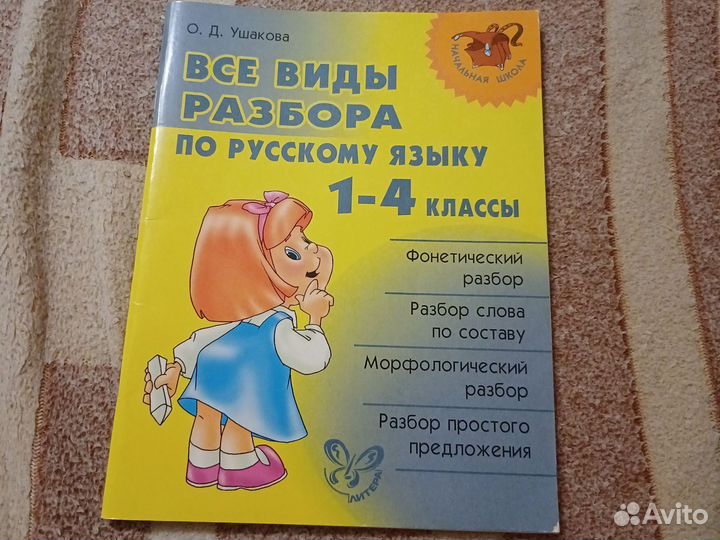 О. Д. Ушакова
НАЧАЛЬНАЯ ШКОЛА
ВСЕ ВИДЫ
РАЗБОРА
ПО РУССКОМУ ЯЗЫКУ
1-4 КЛАССЫ
Фонетический
разбор
Разбор слова
по составу
Морфологический
разбор
Разбор простого
предложения
ЛИТЕРА
Avito